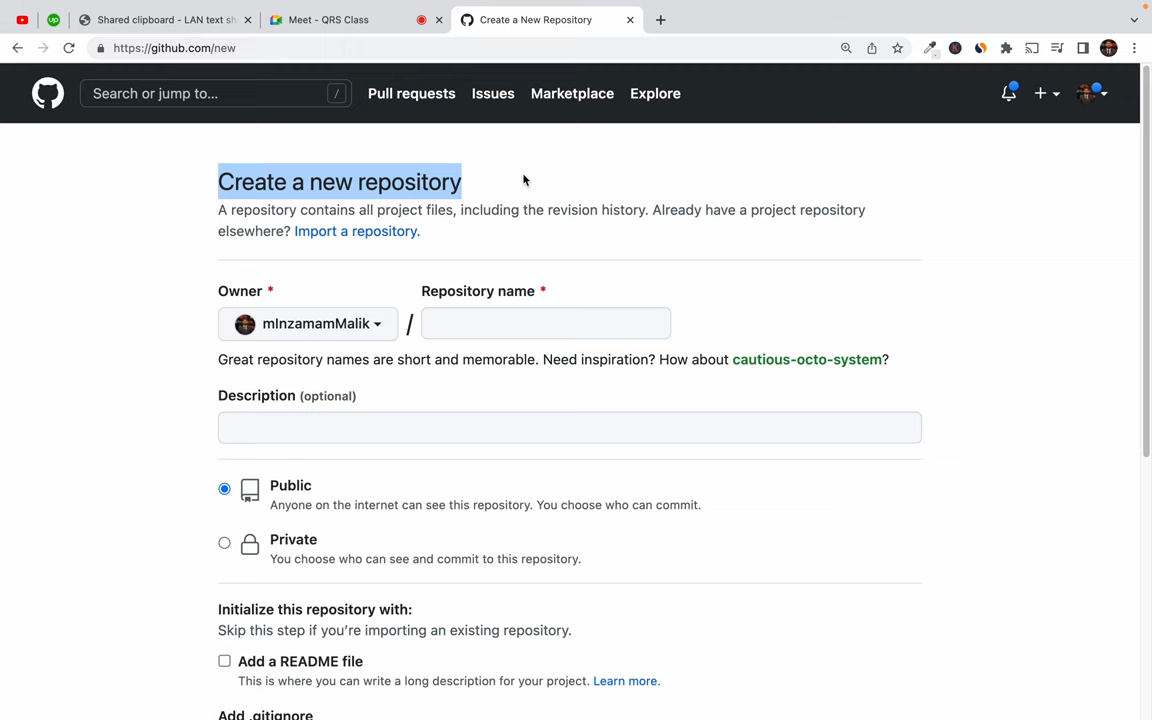 Shared clipboard - LAN text sh
Meet - QRS Class
Create a New Repository
https://github.com/new
Search or jump to...
/
Pull requests
Issues
Marketplace
Explore
Create a new repository
A repository contains all project files, including the revision history. Already have a project repository
elsewhere? Import a repository.
Owner *
Repository name *
mInzamamMalik
/
Great repository names are short and memorable. Need inspiration? How about cautious-octo-system?
Description (optional)
Public
Anyone on the internet can see this repository. You choose who can commit.
Private
You choose who can see and commit to this repository.
Initialize this repository with:
Skip this step if you're importing an existing repository.
Add a README file
This is where you can write a long description for your project. Learn more.
Add .gitignore